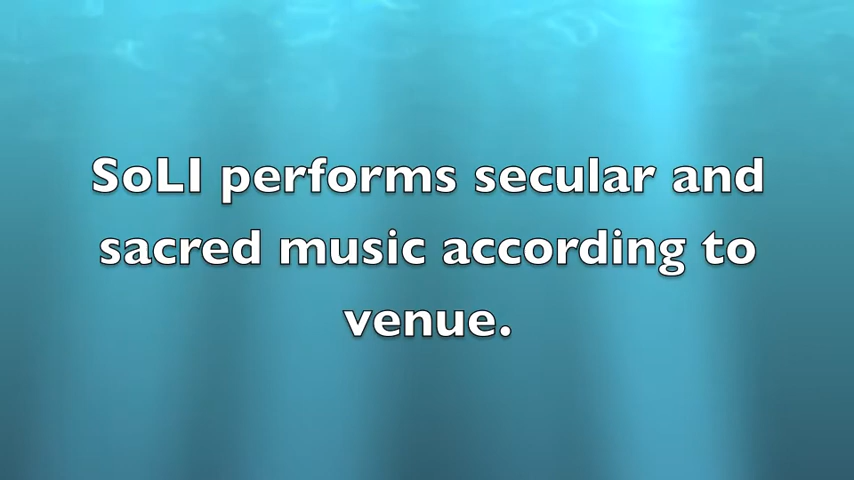 SoLI performs secular and
sacred music according to
venue.